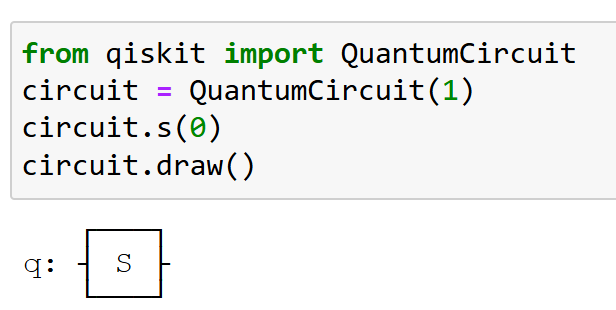 from qiskit import QuantumCircuit
circuit = QuantumCircuit(1)
circuit.s(0)
circuit.draw()
q: S